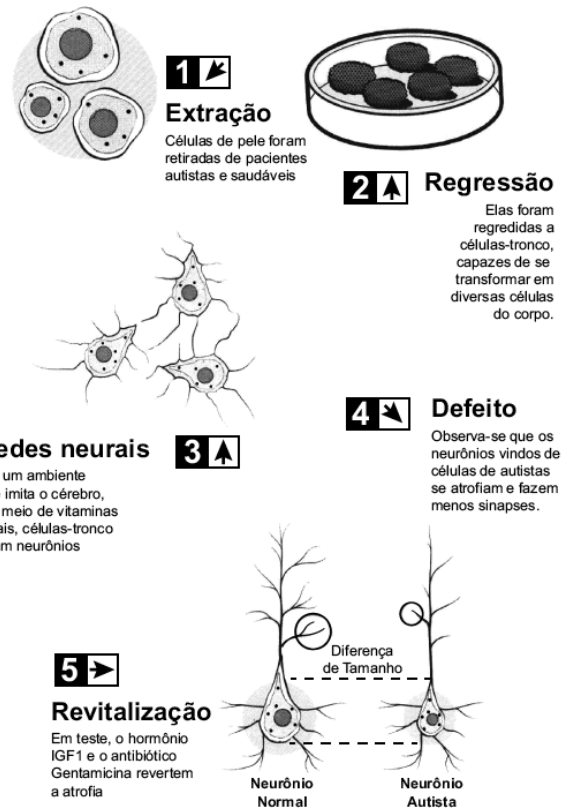 1
Extração
Células de pele foram
retiradas de pacientes
autistas e saudáveis
2
Regressão
Elas foram
regredidas a
células-tronco,
capazes de se
transformar em
diversas células
do corpo.
edes neurais
3
um ambiente
imita o cérebro,
meio de vitaminas
ais, células-tronco
m neurônios
4
Defeito
Observa-se que os
neurônios vindos de
células de autistas
se atrofiam e fazem
menos sinapses.
5
Revitalização
Em teste, o hormônio
IGF1 e o antibiótico
Gentamicina revertem
a atrofia
Diferença
de Tamanho
Neurônio
Normal
Neurônio
Autista